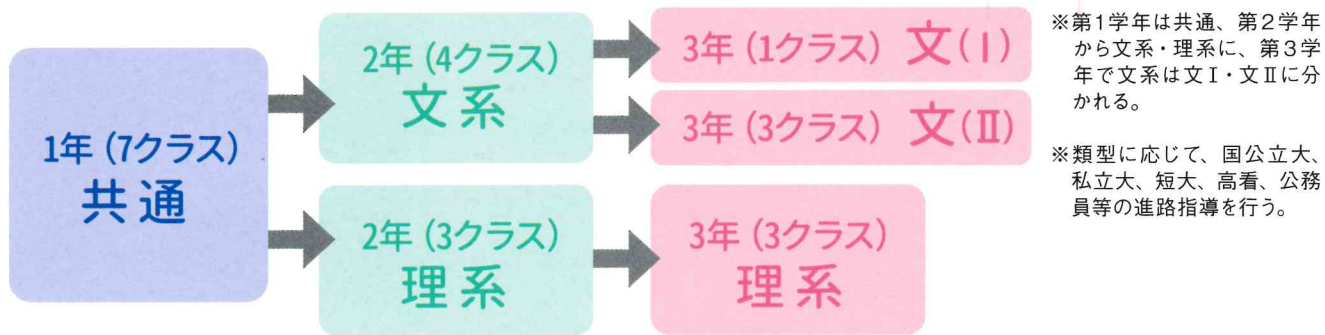 1年 (7クラス)
共通
2年 (4クラス)
文系
2年 (3クラス)
理系
3年 (1クラス) 文(Ⅰ)
3年 (3クラス) 文(Ⅱ)
3年 (3クラス)
理系
※第1学年は共通、第2学年
から文系・理系に、第3学
年で文系は文Ⅰ・文Ⅱに分
かれる。
※類型に応じて、国公立大、
私立大、短大、高看、公務
員等の進路指導を行う。